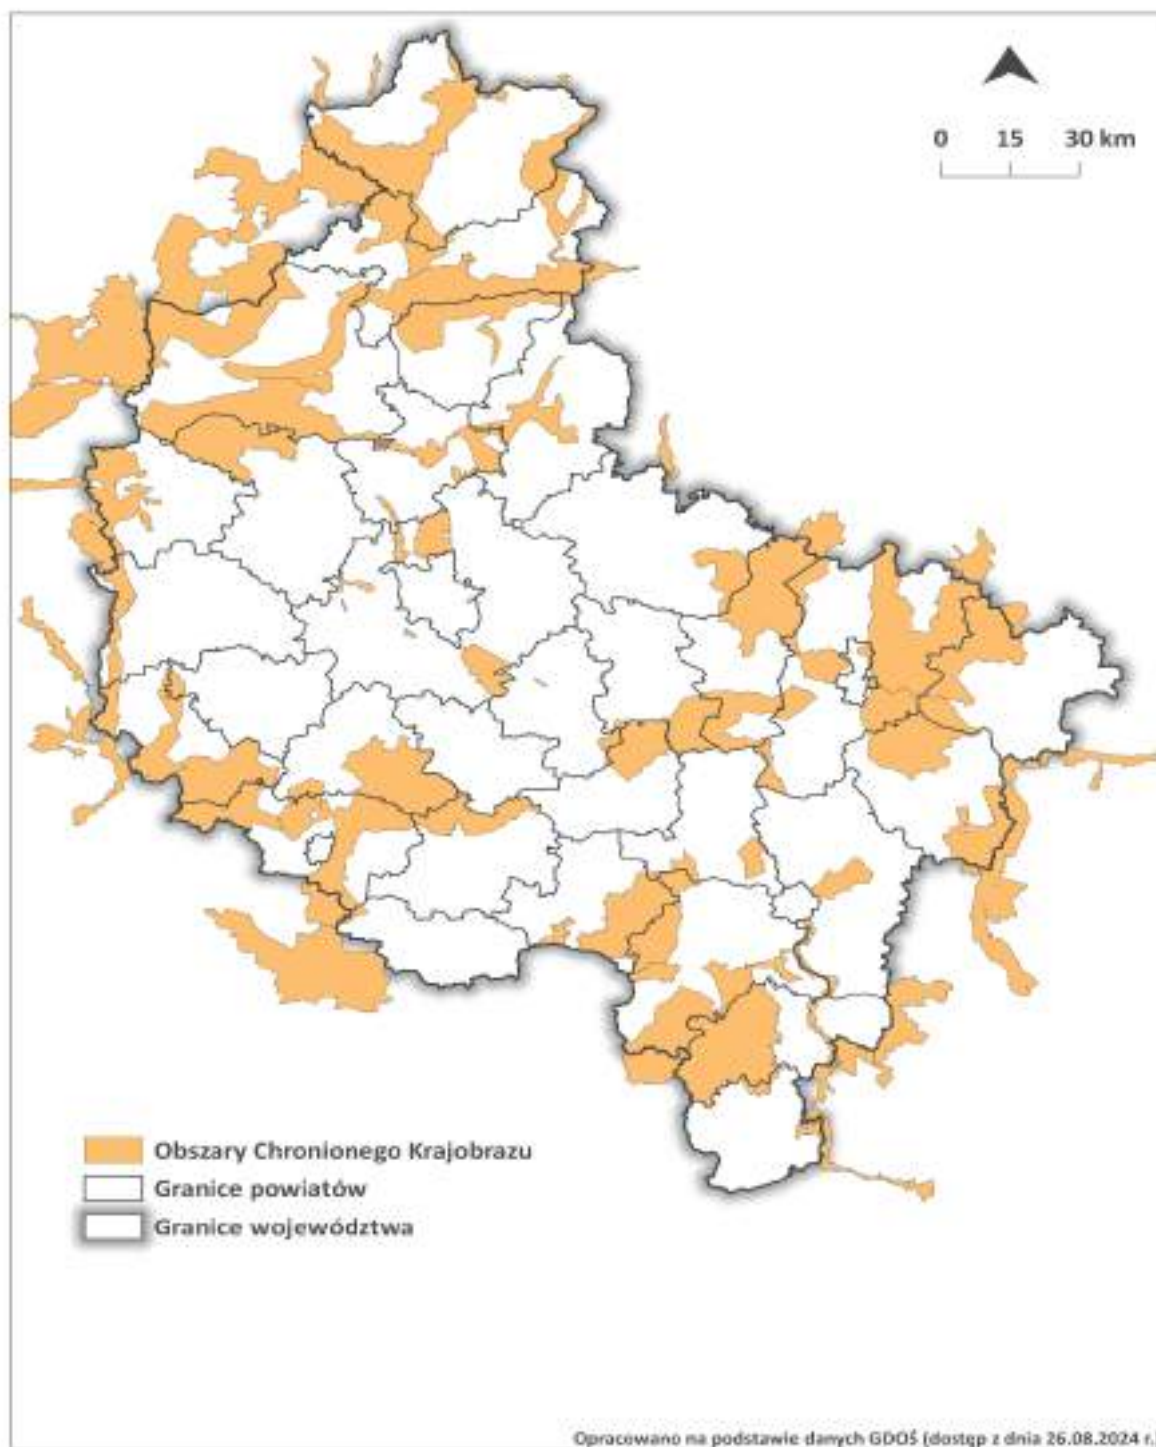 0 15 30 km
Obszary Chronionego Krajobrazu
Granice powiatów
Granice województwa
Opracowano na podstawie danych GDOŚ (dostęp z dnia 26.08.2024 r.)